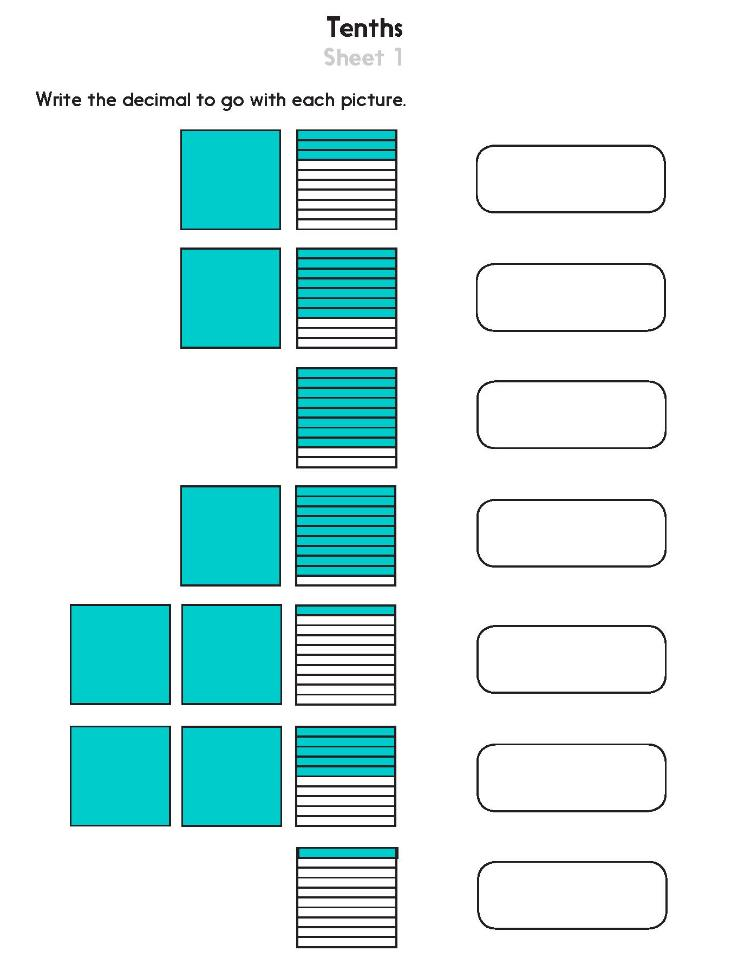 Tenths
Sheet 1
Write the decimal to go with each picture.